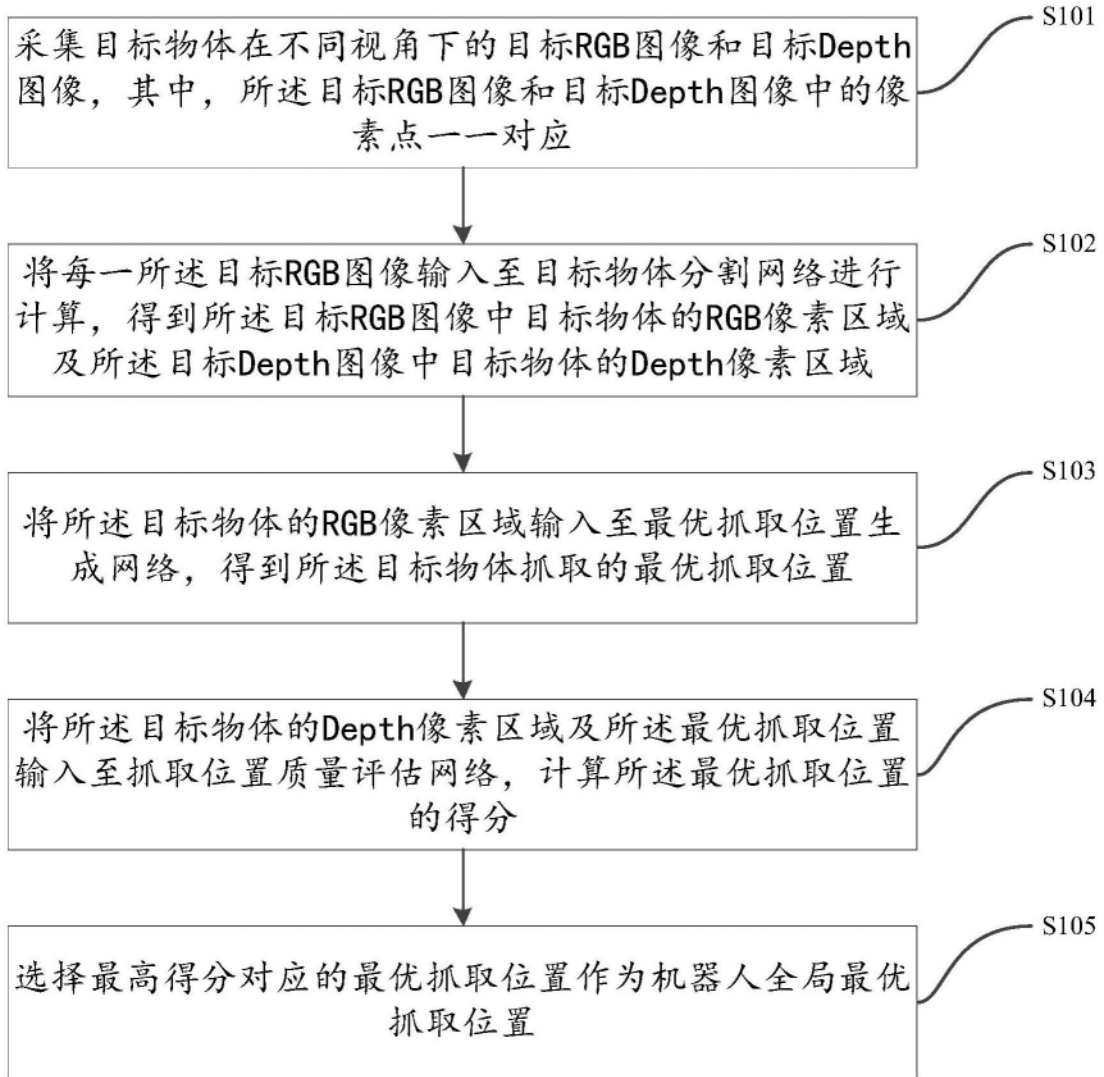 S101
采集目标物体在不同视角下的目标RGB图像和目标Depth
图像，其中，所述目标RGB图像和目标Depth图像中的像
素点一一对应
S102
将每一所述目标RGB图像输入至目标物体分割网络进行
计算，得到所述目标RGB图像中目标物体的RGB像素区域
及所述目标Depth图像中目标物体的Depth像素区域
S103
将所述目标物体的RGB像素区域输入至最优抓取位置生
成网络，得到所述目标物体抓取的最优抓取位置
S104
将所述目标物体的Depth像素区域及所述最优抓取位置
输入至抓取位置质量评估网络，计算所述最优抓取位置
的得分
S105
选择最高得分对应的最优抓取位置作为机器人全局最优
抓取位置